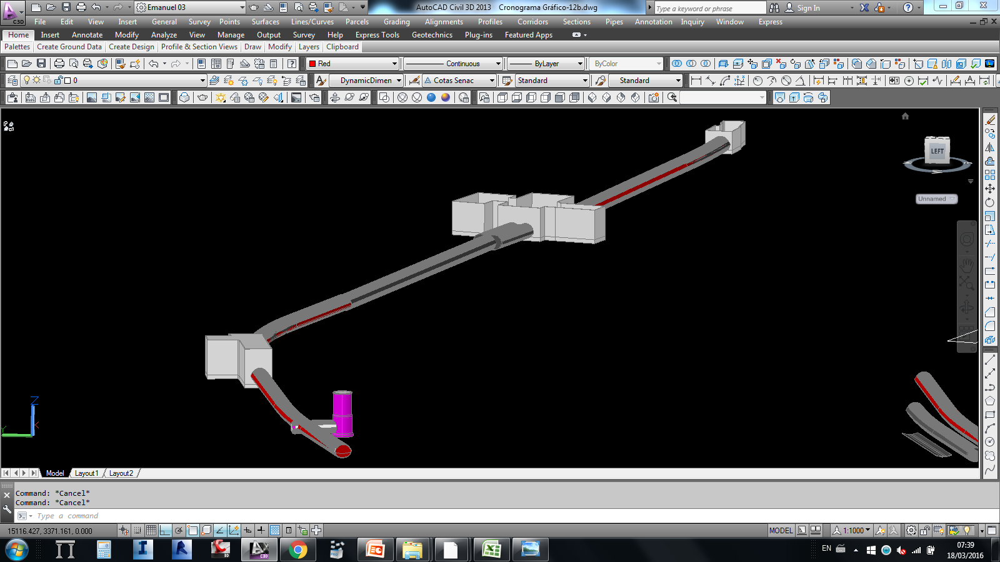 Emanuel 03
AutoCAD Civil 3D 2013 Cronograma Gráfico-12b.dwg
Type a keyword or phrase
Sign In
C3D
File Edit View Insert General Survey Points Surfaces Lines/Curves Parcels Grading Alignments Profiles Corridors Sections Pipes Annotation Inquiry Window Express
Home Insert Annotate Modify Analyze View Manage Output Survey Help Express Tools Geotechnics Plug-ins Featured Apps
Palettes Create Ground Data Create Design Profile & Section Views Draw Modify Layers Clipboard
Red Continuous ByLayer ByColor
0 DynamicDimen Cotas Senac Standard Standard
LEFT
Unnamed
Z
Model Layout1 Layout2
Command: *Cancel*
Command: *Cancel*
Type a command
15116.427, 3371.161, 0.000
MODEL
1:1000
EN
07:39
18/03/2016